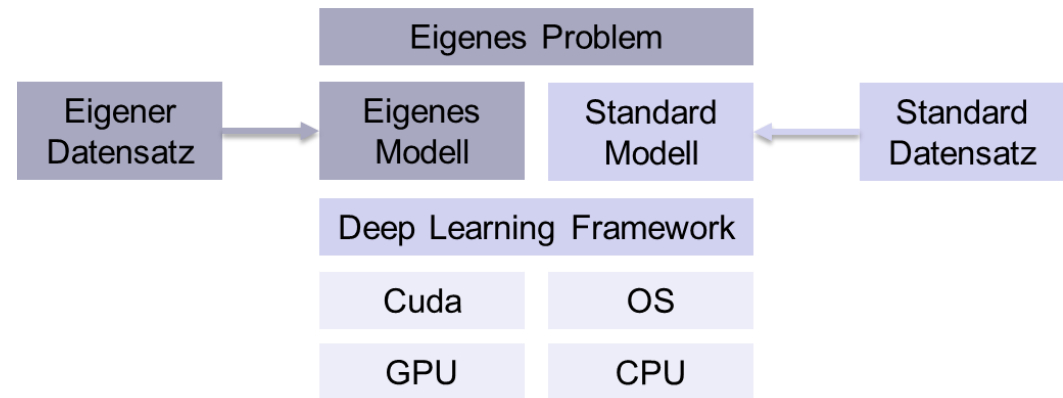 Eigenes Problem
Eigener
Datensatz
Eigenes
Modell
Standard
Modell
Standard
Datensatz
Deep Learning Framework
Cuda
OS
GPU
CPU